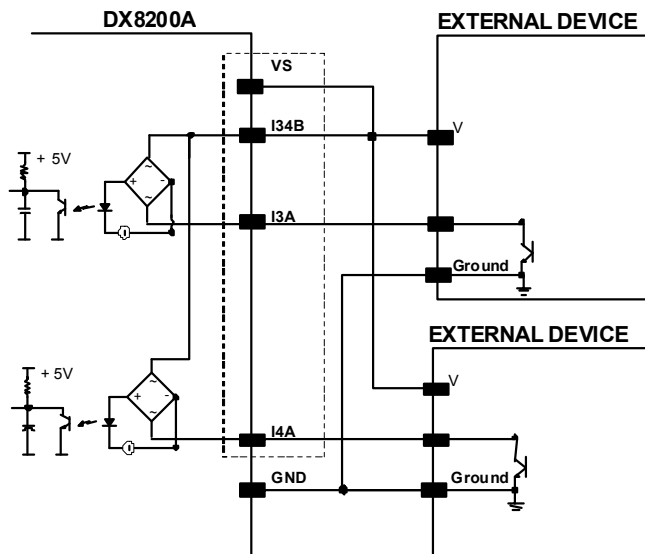 DX8200A
EXTERNAL DEVICE
VS
I34B
V
+ 5V
+ -
~
~
I3A
Ground
EXTERNAL DEVICE
+ 5V
V
~
+ -
~
I4A
GND
Ground